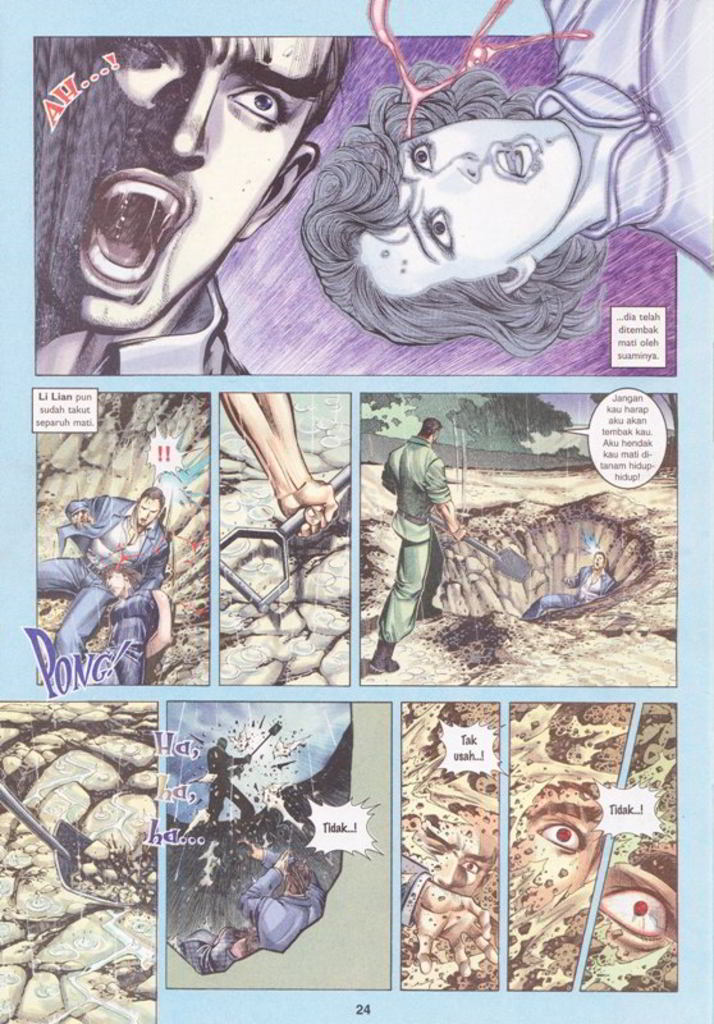 AH...!
...dia telah
ditembak
mati oleh
suaminya.
Li Lian pun
sudah takut
separuh mati.
!!
PONG!
Jangan
kau harap
aku akan
tembak kau.
Aku hendak
kau mati di-
tanam hidup-
hidup!
Ha,
ha,
ha...
Tidak..!
Tak
usah..!
Tidak..!
24